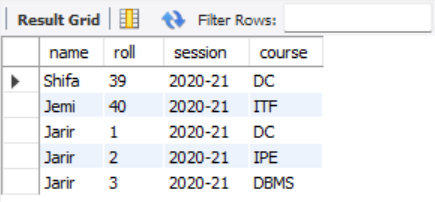 Result Grid Filter Rows:
name roll session course
Shifa 39 2020-21 DC
Jemi 40 2020-21 ITF
Jarir 1 2020-21 DC
Jarir 2 2020-21 IPE
Jarir 3 2020-21 DBMS